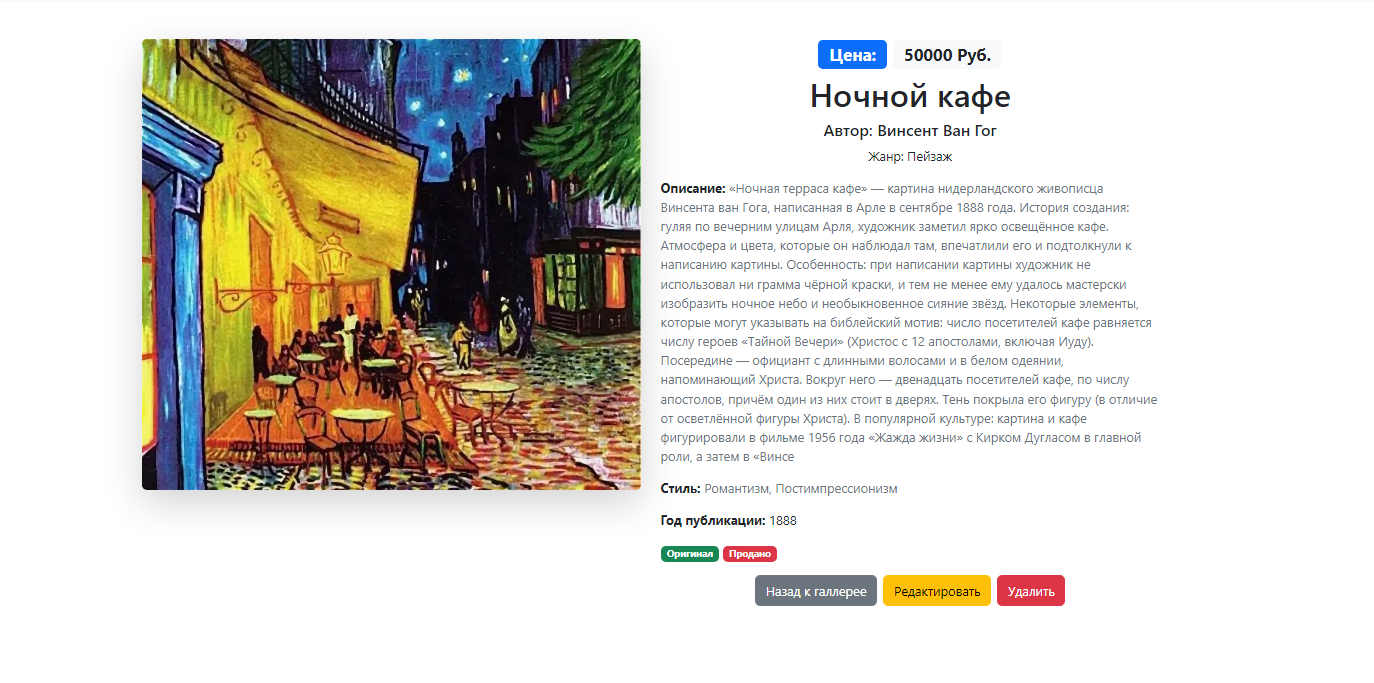 Цена: 50000 Руб.
Ночной кафе
Автор: Винсент Ван Гог
Жанр: Пейзаж
Описание: «Ночная терраса кафе» — картина нидерландского живописца
Винсента ван Гога, написанная в Арле в сентябре 1888 года. История создания:
гуляя по вечерним улицам Арля, художник заметил ярко освещённое кафе.
Атмосфера и цвета, которые он наблюдал там, впечатлили его и подтолкнули к
написанию картины. Особенность: при написании картины художник не
использовал ни грамма чёрной краски, и тем не менее ему удалось мастерски
изобразить ночное небо и необыкновенное сияние звёзд. Некоторые элементы,
которые могут указывать на библейский мотив: число посетителей кафе равняется
числу героев «Тайной Вечери» (Христос с 12 апостолами, включая Иуду).
Посередине — официант с длинными волосами и в белом одеянии,
напоминающий Христа. Вокруг него — двенадцать посетителей кафе, по числу
апостолов, причём один из них стоит в дверях. Тень покрыла его фигуру (в отличие
от осветлённой фигуры Христа). В популярной культуре: картина и кафе
фигурировали в фильме 1956 года «Жажда жизни» с Кирком Дугласом в главной
роли, а затем в «Винсе
Стиль: Романтизм, Постимпрессионизм
Год публикации: 1888
Оригинал Продано
Назад к галлерее Редактировать Удалить